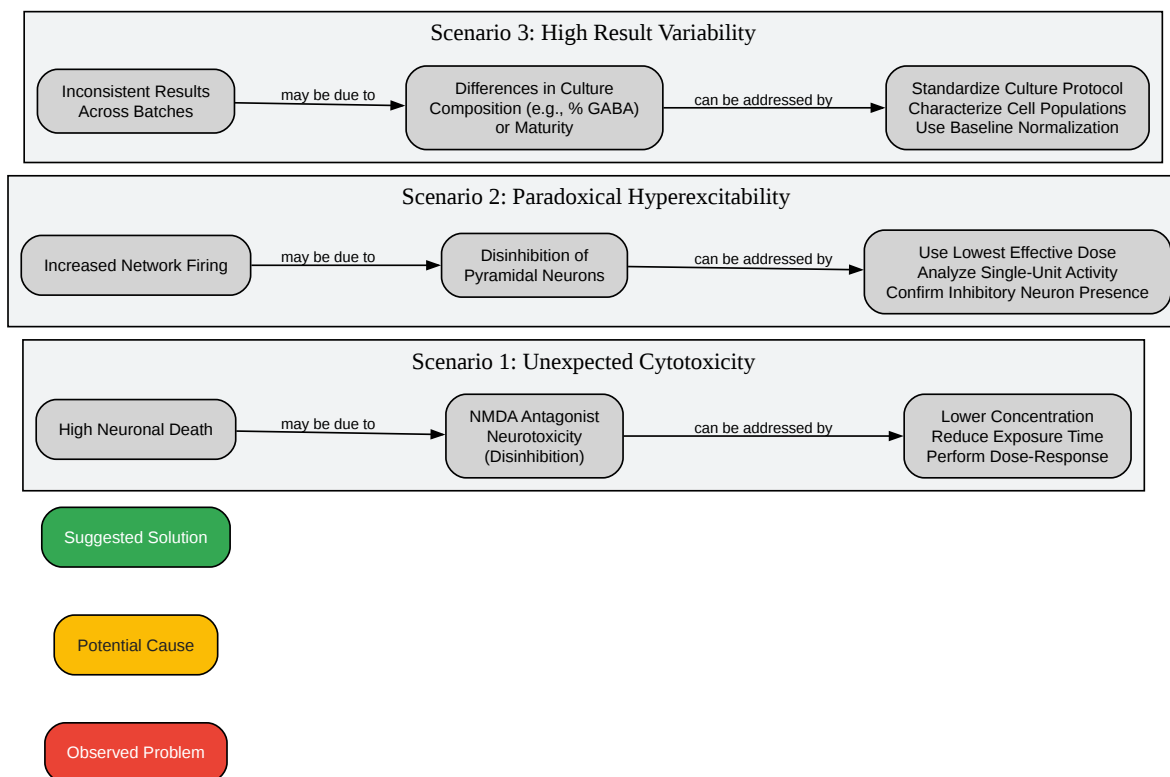 Scenario 3: High Result Variability
Inconsistent Results
Across Batches
may be due to
Differences in Culture
Composition (e.g., % GABA)
or Maturity
can be addressed by
Standardize Culture Protocol
Characterize Cell Populations
Use Baseline Normalization
Scenario 2: Paradoxical Hyperexcitability
Increased Network Firing
may be due to
Disinhibition of
Pyramidal Neurons
can be addressed by
Use Lowest Effective Dose
Analyze Single-Unit Activity
Confirm Inhibitory Neuron Presence
Scenario 1: Unexpected Cytotoxicity
High Neuronal Death
may be due to
NMDA Antagonist
Neurotoxicity
(Disinhibition)
can be addressed by
Lower Concentration
Reduce Exposure Time
Perform Dose-Response
Suggested Solution
Potential Cause
Observed Problem